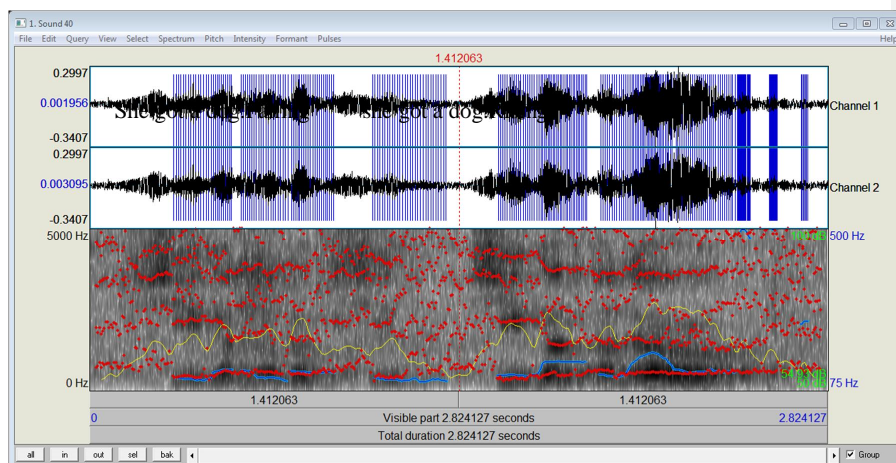 1. Sound 40
File Edit Query View Select Spectrum Pitch Intensity Formant Pulses Help
1.412063
0.2997
0.001956
-0.3407
Channel 1
She got a dog
she got a dog
0.2997
0.003095
-0.3407
Channel 2
5000 Hz
500 Hz
0 Hz
75 Hz
1.412063 1.412063
0 Visible part 2.824127 seconds 2.824127
Total duration 2.824127 seconds
all in out sel bak Group